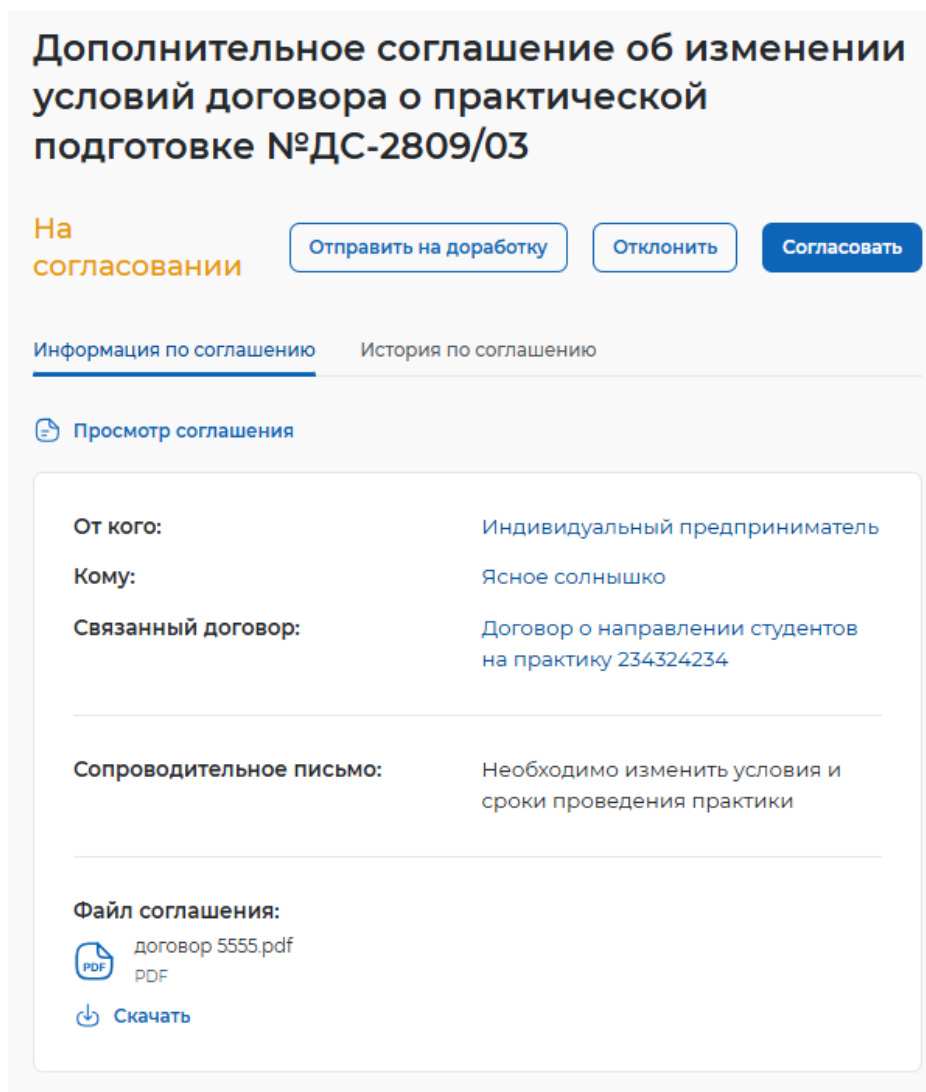 Дополнительное соглашение об изменении
условий договора о практической
подготовке №ДС-2809/03
На
согласовании
Отправить на доработку
Отклонить
Согласовать
Информация по соглашению
История по соглашению
Просмотр соглашения
От кого:
Индивидуальный предприниматель
Кому:
Ясное солнышко
Связанный договор:
Договор о направлении студентов
на практику 234324234
Сопроводительное письмо:
Необходимо изменить условия и
сроки проведения практики
Файл соглашения:
PDF
договор 5555.pdf
PDF
Скачать